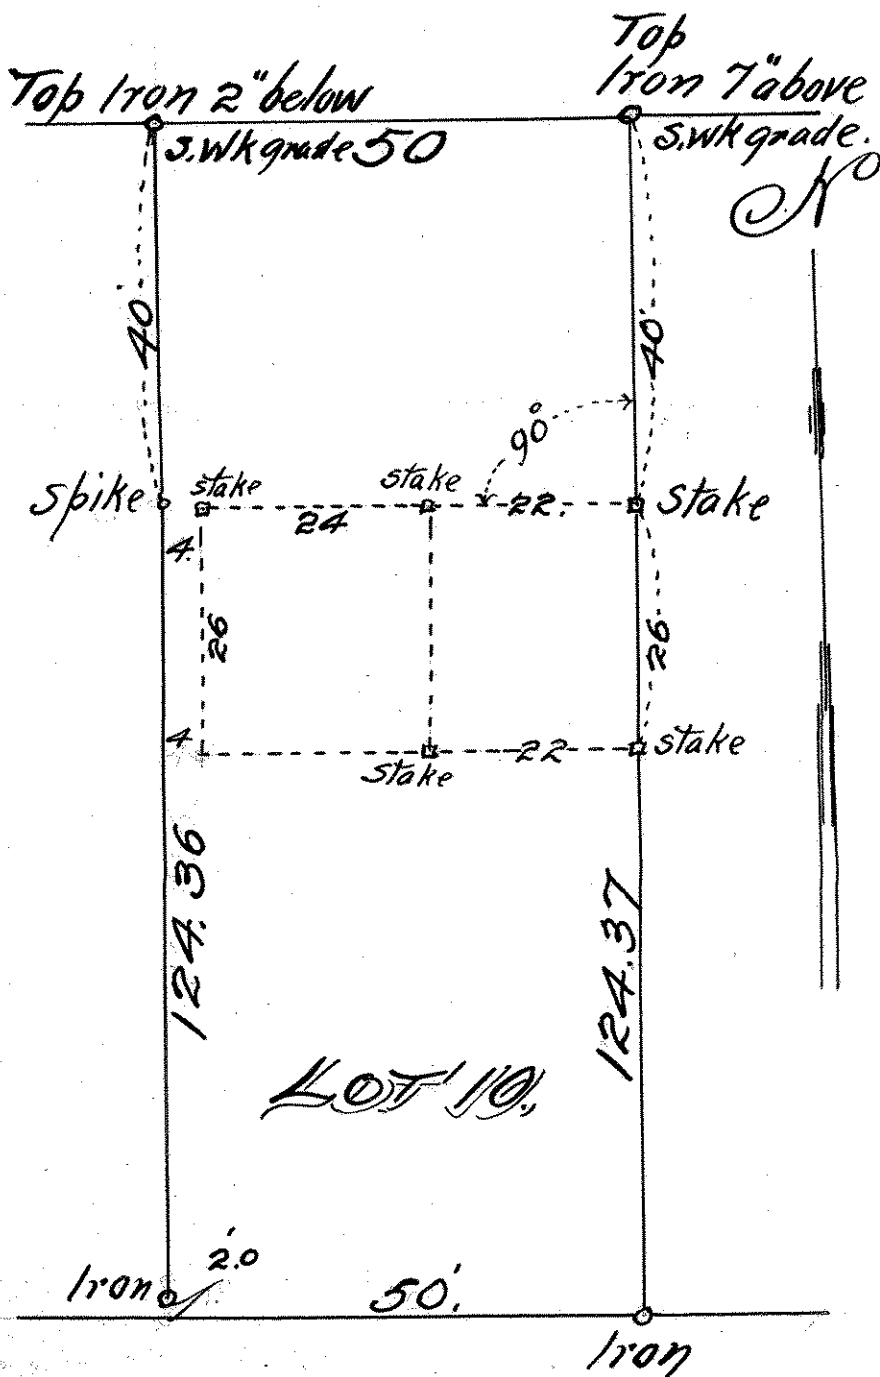 Top Iron 2" below
S.Wk grade 50
Top
Iron 7" above
S.wk grade.
No
40'
40'
90°
Spike
stake
24
stake
22.
Stake
4.
26
26
4
Stake
22
stake
124.36
124.37
LOT 10.
Iron
2.0'
50'.
Iron